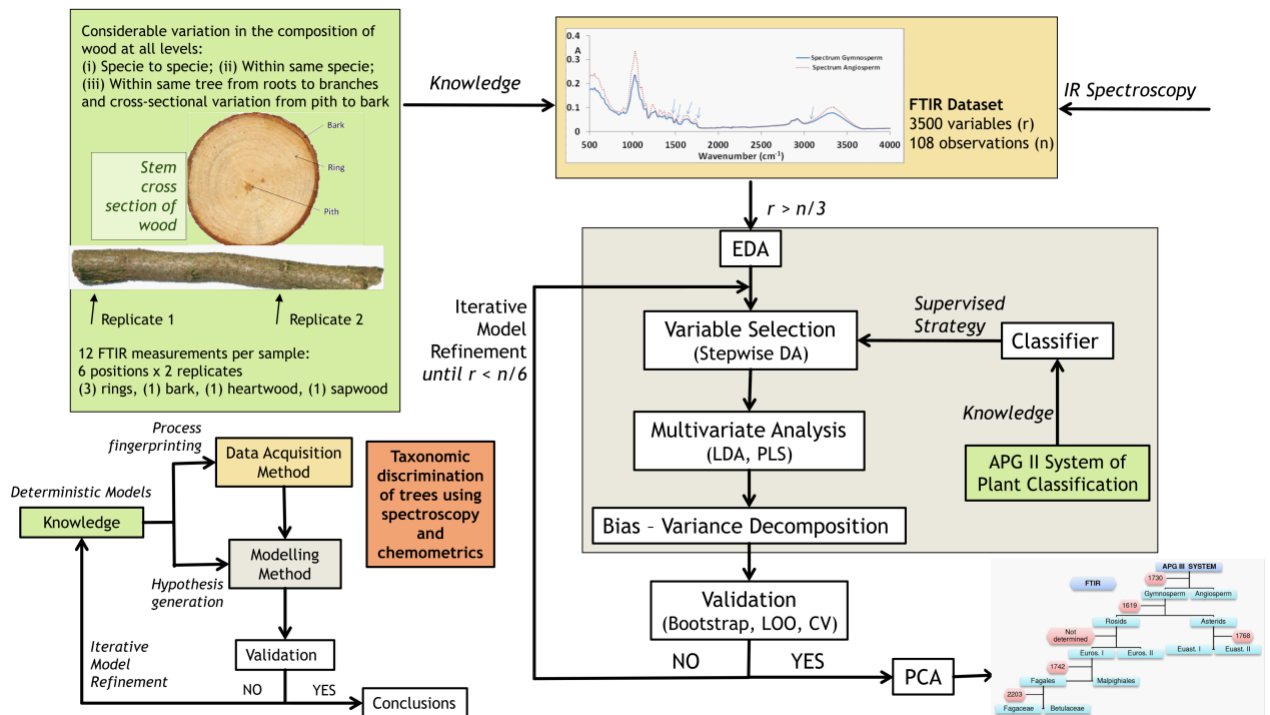 Considerable variation in the composition of
wood at all levels:
(i) Specie to specie; (ii) Within same specie;
(iii) Within same tree from roots to branches
and cross-sectional variation from pith to bark
Bark
Ring
Pith
Stem
cross
section of
wood
Replicate 1
Replicate 2
12 FTIR measurements per sample:
6 positions x 2 replicates
(3) rings, (1) bark, (1) heartwood, (1) sapwood
Knowledge
0.4
A
0.3
0.2
0.1
0
500
1000
1500
2000
2500
3000
3500
4000
Wavenumber (cm⁻¹)
Spectrum Gymnosperm
Spectrum Angiosperm
FTIR Dataset
3500 variables (r)
108 observations (n)
IR Spectroscopy
r > n/3
EDA
Iterative
Model
Refinement
until r < n/6
Variable Selection
(Stepwise DA)
Supervised
Strategy
Classifier
Knowledge
APG II System of
Plant Classification
Multivariate Analysis
(LDA, PLS)
Bias – Variance Decomposition
Validation
(Bootstrap, LOO, CV)
NO
YES
PCA
Process
fingerprinting
Data Acquisition
Method
Deterministic Models
Knowledge
Modelling
Method
Hypothesis
generation
Iterative
Model
Refinement
Validation
NO
YES
Conclusions
Taxonomic
discrimination
of trees using
spectroscopy
and
chemometrics
APG III SYSTEM
FTIR
1730
Gymnosperm
Angiosperm
1619
Rosids
Asterids
Not
determined
1768
Euros. I
Euros. II
Euast. I
Euast. II
1742
Fagales
Malpighiales
2203
Fagaceae
Betulaceae